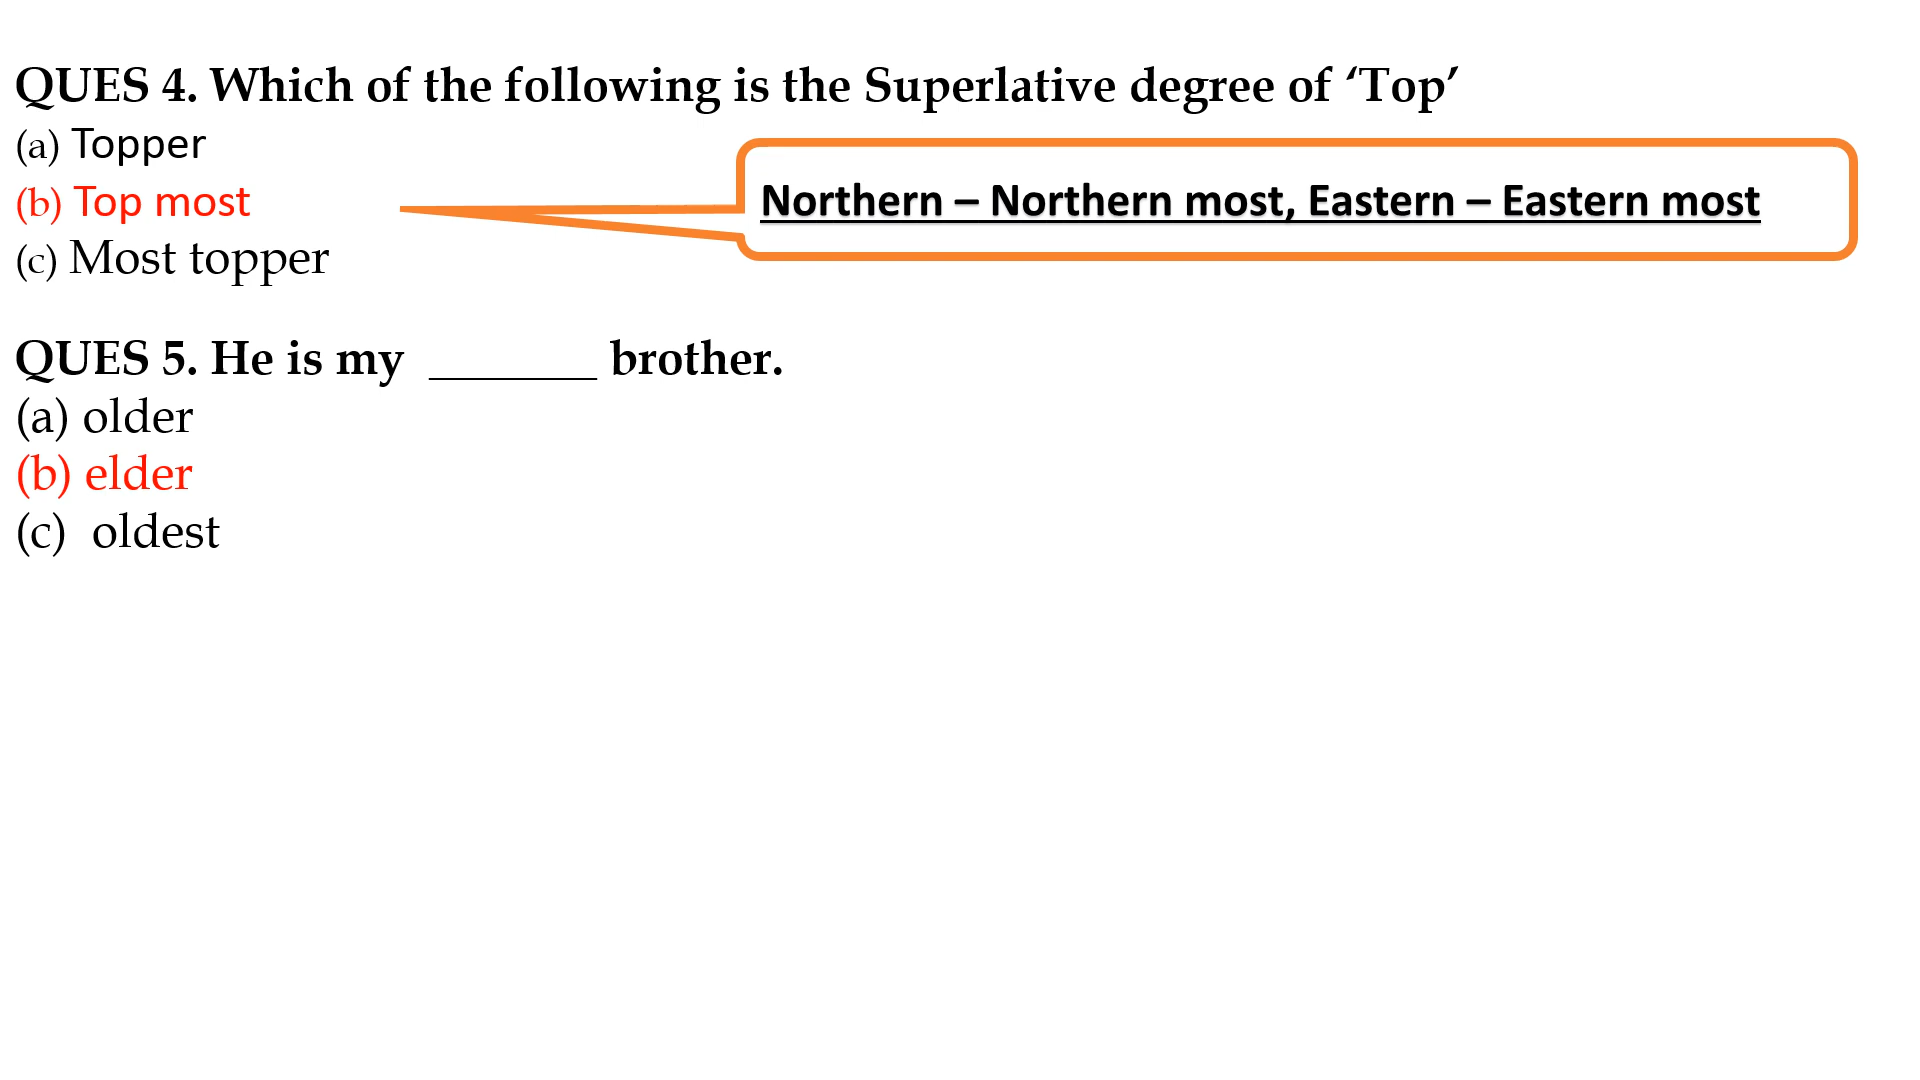 QUES 4. Which of the following is the Superlative degree of ‘Top’
(a) Topper
(b) Top most
Northern – Northern most, Eastern – Eastern most
(c) Most topper
QUES 5. He is my _______ brother.
(a) older
(b) elder
(c) oldest